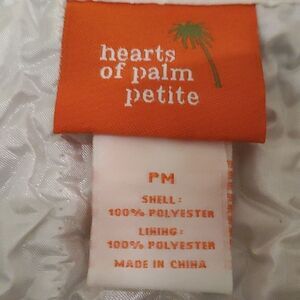 hearts
of palm
petite
PM
SHELL:
100% POLYESTER
LINING:
100% POLYESTER
MADE IN CHINA